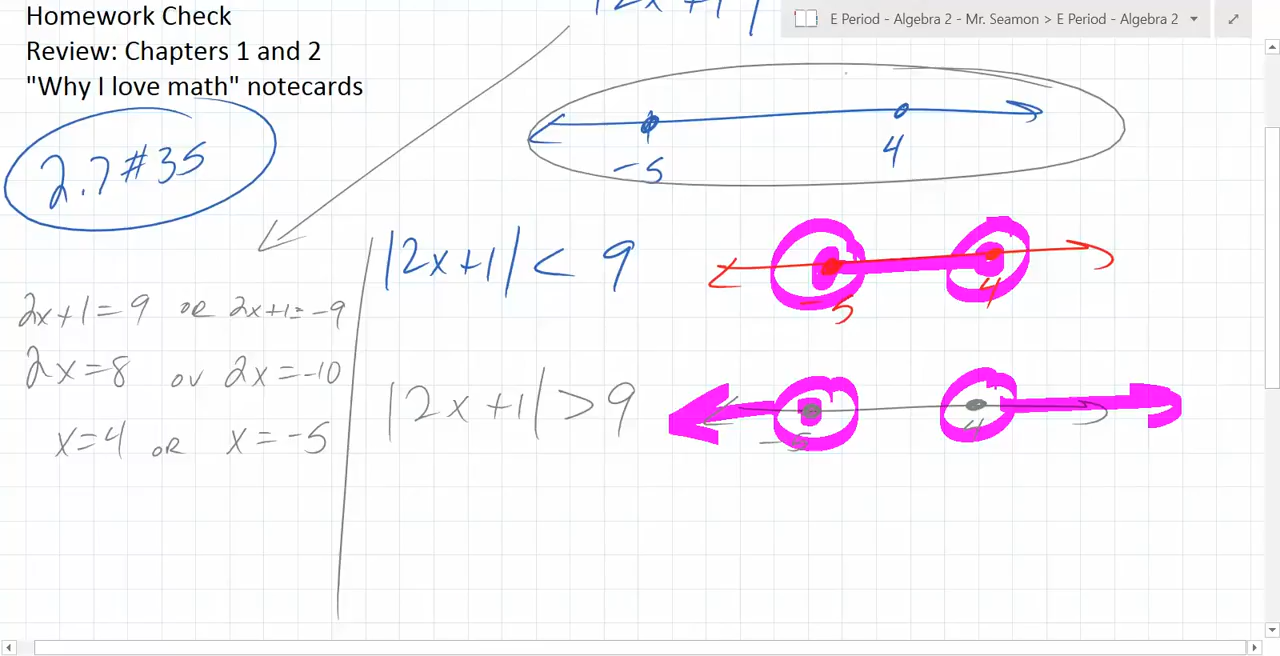 Homework Check
Review: Chapters 1 and 2
"Why I love math" notecards
E Period - Algebra 2 - Mr. Seamon > E Period - Algebra 2
|2x+1|
2.7 #35
-5 4
|2x+1| < 9
-5 4
2x+1=9 OR 2x+1=-9
2x=8 or 2x=-10
x=4 OR x=-5
|2x+1| > 9
-5 4